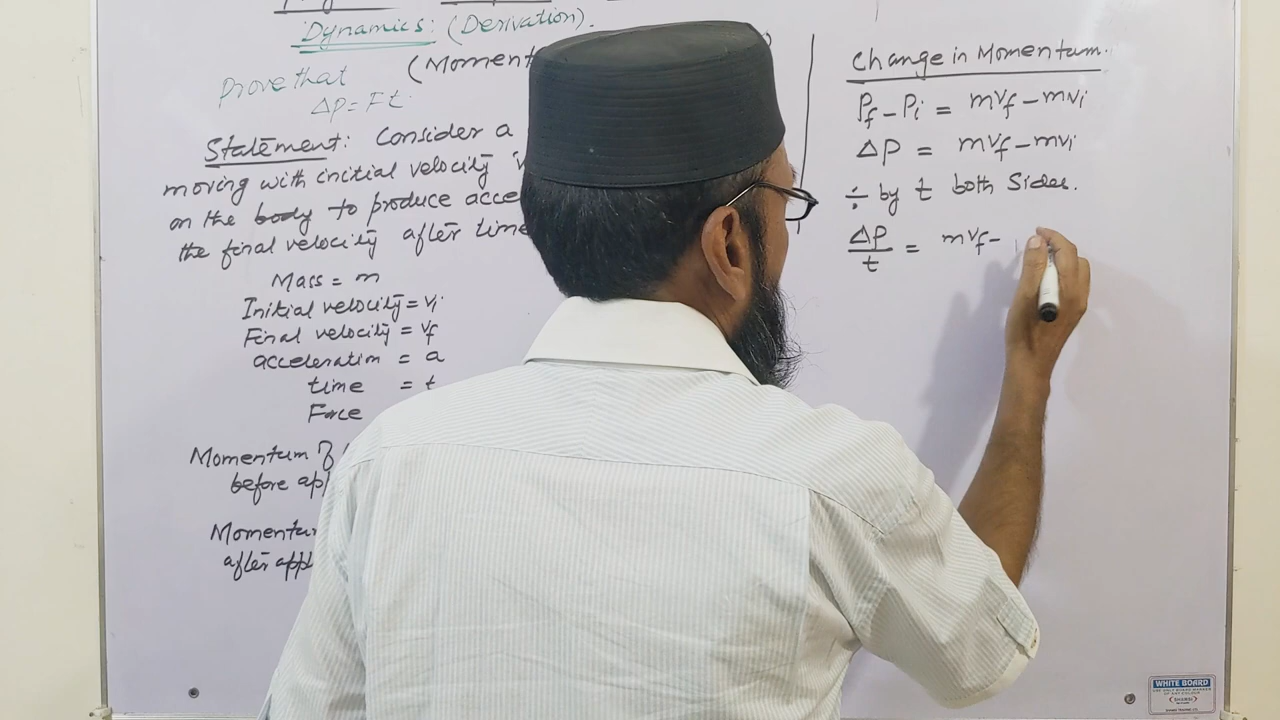 Dynamics: (Derivation).
Prove that (Moment
ΔP = Ft
Statement: Consider a
moving with initial velocity
on the body to produce acce
the final velocity after time
Mass = m
Initial velocity = vi
Final velocity = vf
acceleration = a
time = t
Force
Momentum of
before appl
Momentum
after appl
Change in Momentum.
Pf - Pi = mvf - mvi
ΔP = mvf - mvi
÷ by t both Sides.
ΔP/t = mvf -
WHITE BOARD